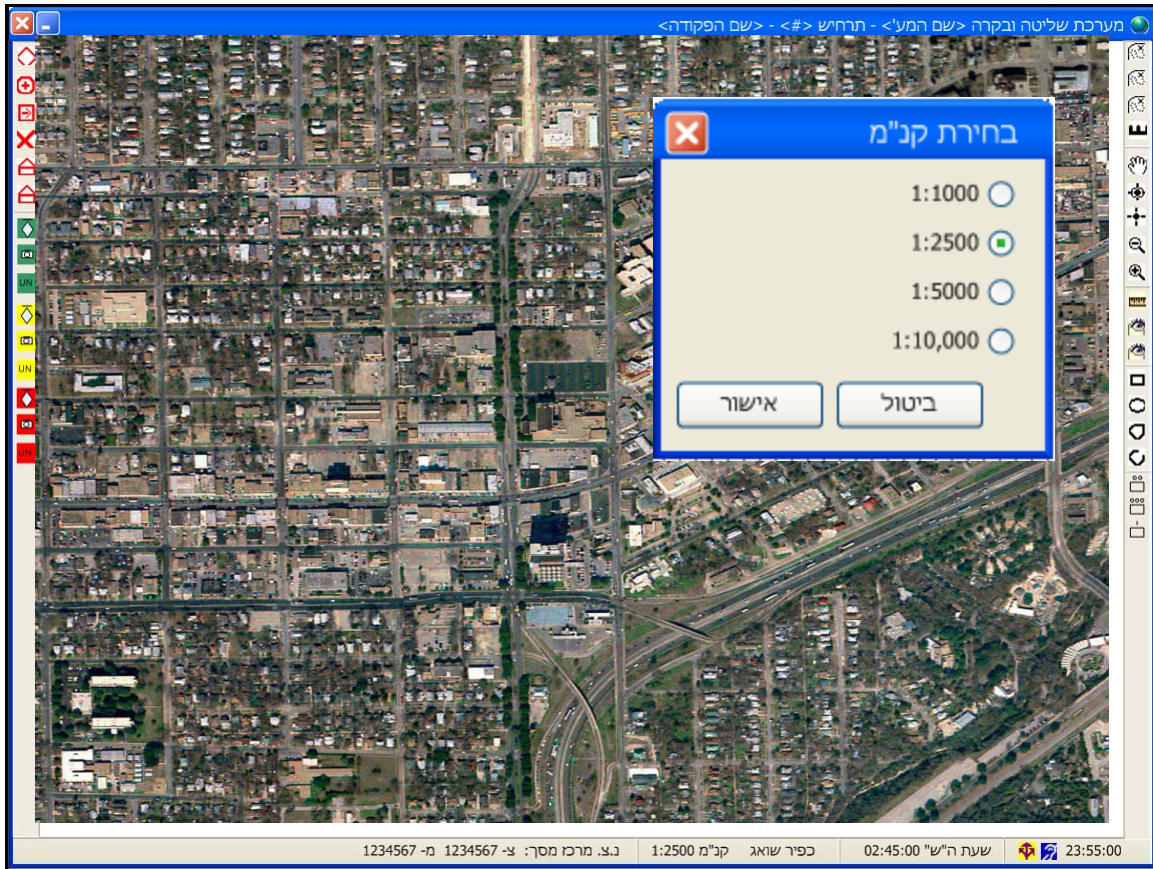 מערכת שליטה ובקרה <שם המע'> - תרחיש <#> - <שם הפקודה>
בחירת קנ"מ
1:1000
1:2500
1:5000
1:10,000
ביטול
אישור
UN
UN
UN
23:55:00
שעת ה"ש" 02:45:00
כפיר שואג
קנ"מ 1:2500
נ.צ. מרכז מסך: צ- 1234567 מ- 1234567